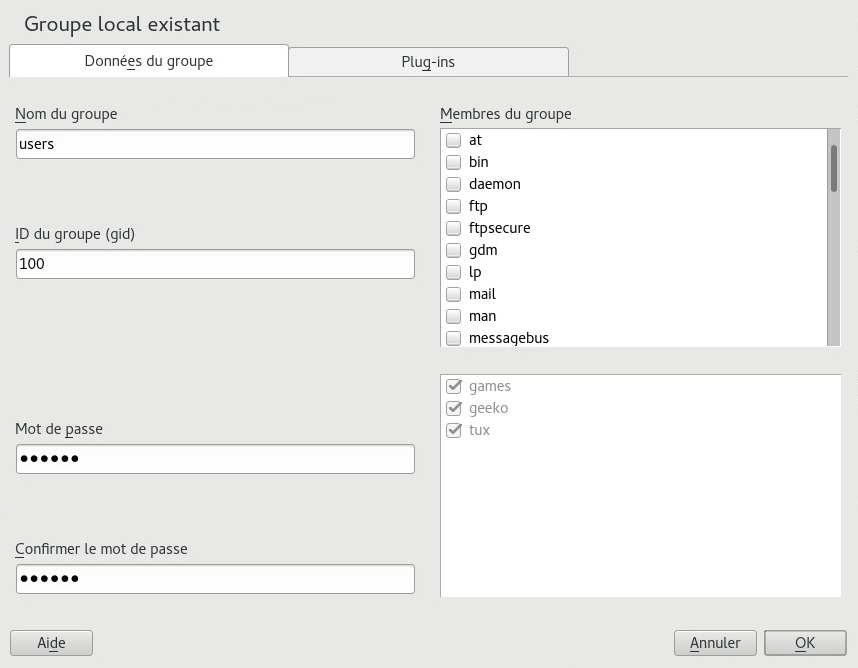 Groupe local existant
Données du groupe
Plug-ins
Nom du groupe
users
ID du groupe (gid)
100
Mot de passe
●●●●●●
Confirmer le mot de passe
●●●●●●
Membres du groupe
at
bin
daemon
ftp
ftpsecure
gdm
lp
mail
man
messagebus
games
geeko
tux
Aide
Annuler
OK